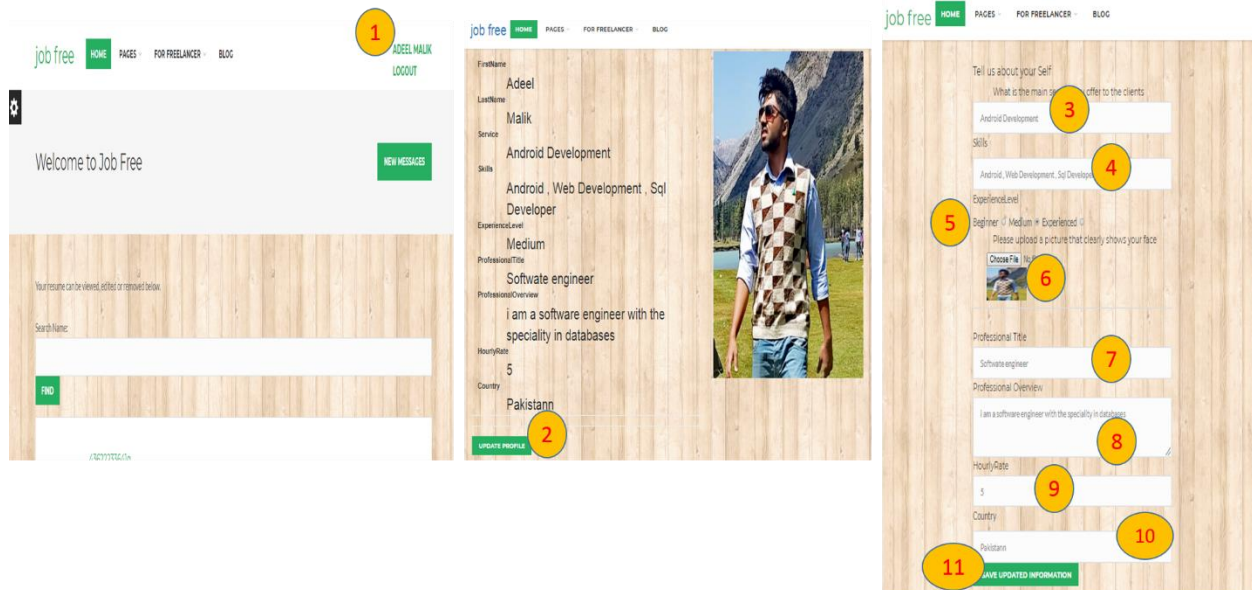 1
job free HOME PAGES FOR FREELANCER BLOG
ADEEL MALIK
LOGOUT
Welcome to Job Free
NEW MESSAGES
Your resume can be viewed, edited or removed below.
Search Name:
FIND
job free HOME PAGES FOR FREELANCER BLOG
FirstName
Adeel
LastName
Malik
Service
Android Development
Skills
Android , Web Development , Sql
Developer
ExperienceLevel
Medium
ProfessionalTitle
Softwate engineer
ProfessionalOverview
i am a software engineer with the
speciality in databases
HourlyRate
5
Country
Pakistann
2
UPDATE PROFILE
job free HOME PAGES FOR FREELANCER BLOG
Tell us about your Self
What is the main offer to the clients
Android Development
3
Skills
Android , Web Development , Sql
4
ExperienceLevel
5
Beginner Medium Experienced
Please upload a picture that clearly shows your face
Choose File
6
Professional Title
Softwate engineer
7
Professional Overview
i am a software engineer with the speciality in databases
8
HourlyRate
5
9
Country
Pakistann
10
11
SAVE UPDATED INFORMATION